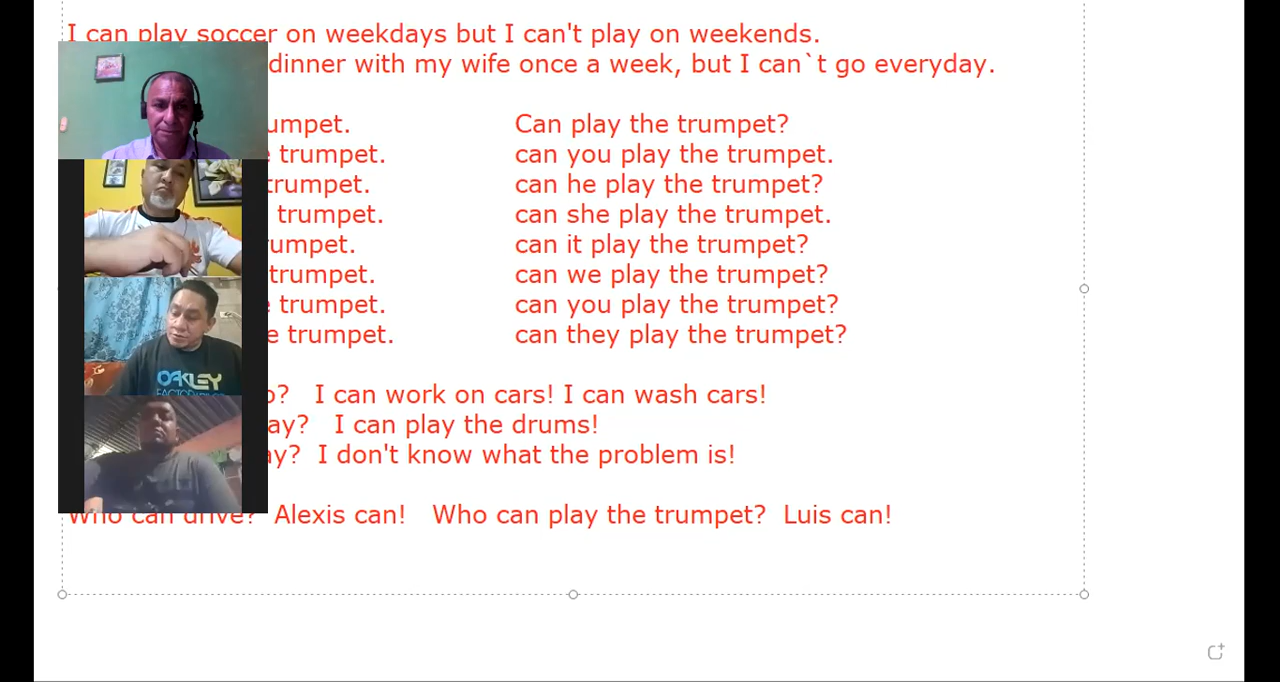 I can play soccer on weekdays but I can't play on weekends.
dinner with my wife once a week, but I can`t go everyday.
umpet. Can play the trumpet?
trumpet. can you play the trumpet.
trumpet. can he play the trumpet?
trumpet. can she play the trumpet.
umpet. can it play the trumpet?
trumpet. can we play the trumpet?
trumpet. can you play the trumpet?
e trumpet. can they play the trumpet?
o? I can work on cars! I can wash cars!
ay? I can play the drums!
ay? I don't know what the problem is!
Who can drive? Alexis can! Who can play the trumpet? Luis can!
OAKLEY